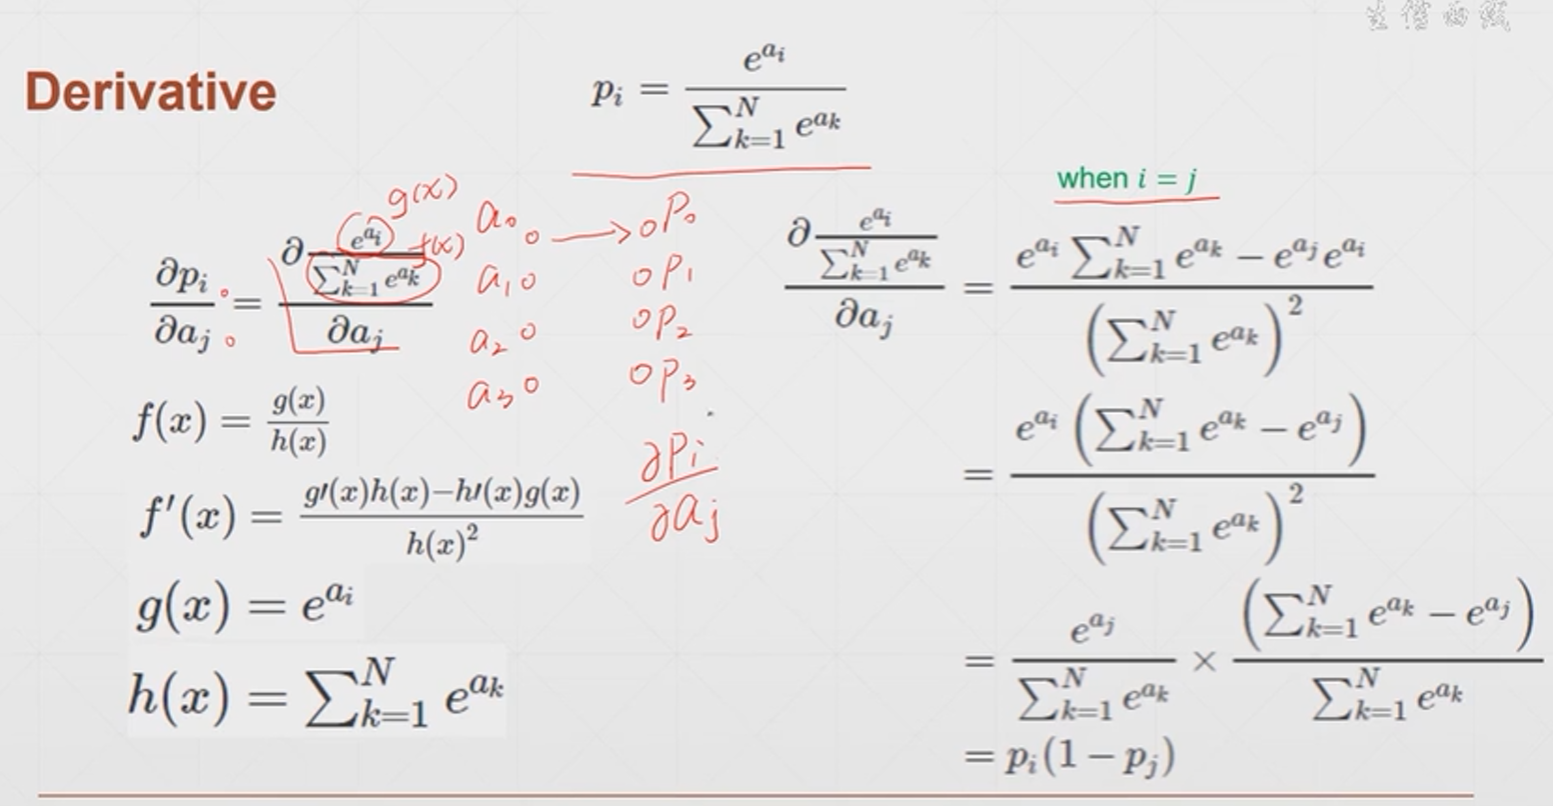 Derivative
p_i = \frac{e^{a_i}}{\sum_{k=1}^{N} e^{a_k}}
when i = j
\frac{\partial p_i}{\partial a_j} = \frac{\partial \frac{e^{a_i}}{\sum_{k=1}^{N} e^{a_k}}}{\partial a_j}
g(x)
f(x)
f(x) = \frac{g(x)}{h(x)}
f'(x) = \frac{g\prime(x)h(x)-h\prime(x)g(x)}{h(x)^2}
g(x) = e^{a_i}
h(x) = \sum_{k=1}^{N} e^{a_k}
a_0 o → o P_0
a_1 o o P_1
a_2 o o P_2
a_3 o o P_3
\frac{\partial P_i}{\partial a_j}
\frac{\partial \frac{e^{a_i}}{\sum_{k=1}^{N} e^{a_k}}}{\partial a_j} = \frac{e^{a_i} \sum_{k=1}^{N} e^{a_k} - e^{a_j} e^{a_i}}{\left(\sum_{k=1}^{N} e^{a_k}\right)^2}
= \frac{e^{a_i} \left(\sum_{k=1}^{N} e^{a_k} - e^{a_j}\right)}{\left(\sum_{k=1}^{N} e^{a_k}\right)^2}
= \frac{e^{a_j}}{\sum_{k=1}^{N} e^{a_k}} × \frac{\left(\sum_{k=1}^{N} e^{a_k} - e^{a_j}\right)}{\sum_{k=1}^{N} e^{a_k}}
= p_i(1 − p_j)